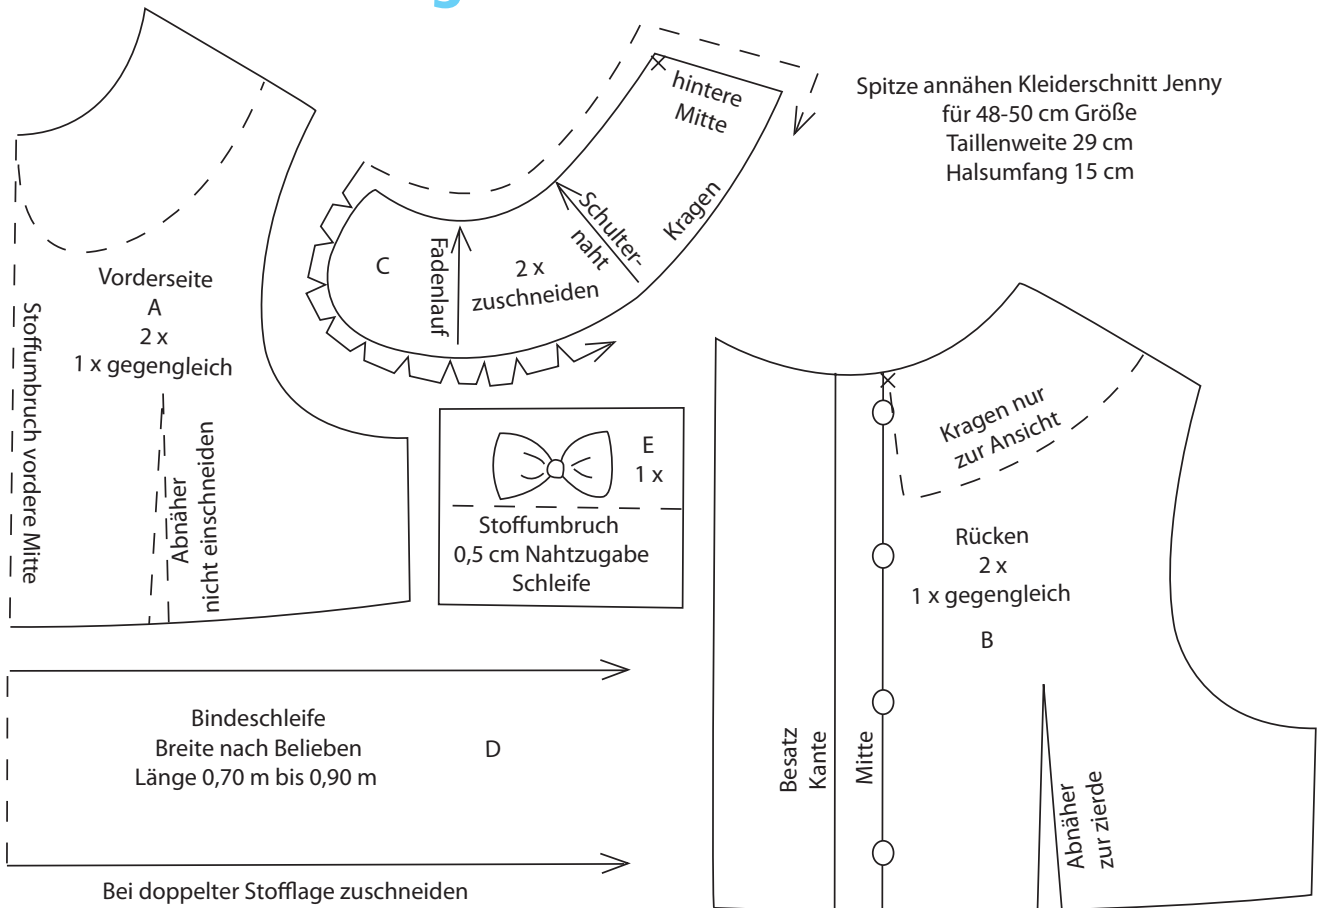 Spitze annähen Kleiderschnitt Jenny
für 48-50 cm Größe
Taillenweite 29 cm
Halsumfang 15 cm
hintere
Mitte
Kragen
Schulter-
naht
2 x
zuschneiden
Fadenlauf
C
Vorderseite
A
2 x
1 x gegengleich
Stoffumbruch vordere Mitte
Abnäher
nicht einschneiden
E
1 x
Stoffumbruch
0,5 cm Nahtzugabe
Schleife
Kragen nur
zur Ansicht
Rücken
2 x
1 x gegengleich
B
Besatz
Kante
Mitte
Abnäher
zur zierde
Bindeschleife
Breite nach Belieben
Länge 0,70 m bis 0,90 m
D
Bei doppelter Stofflage zuschneiden